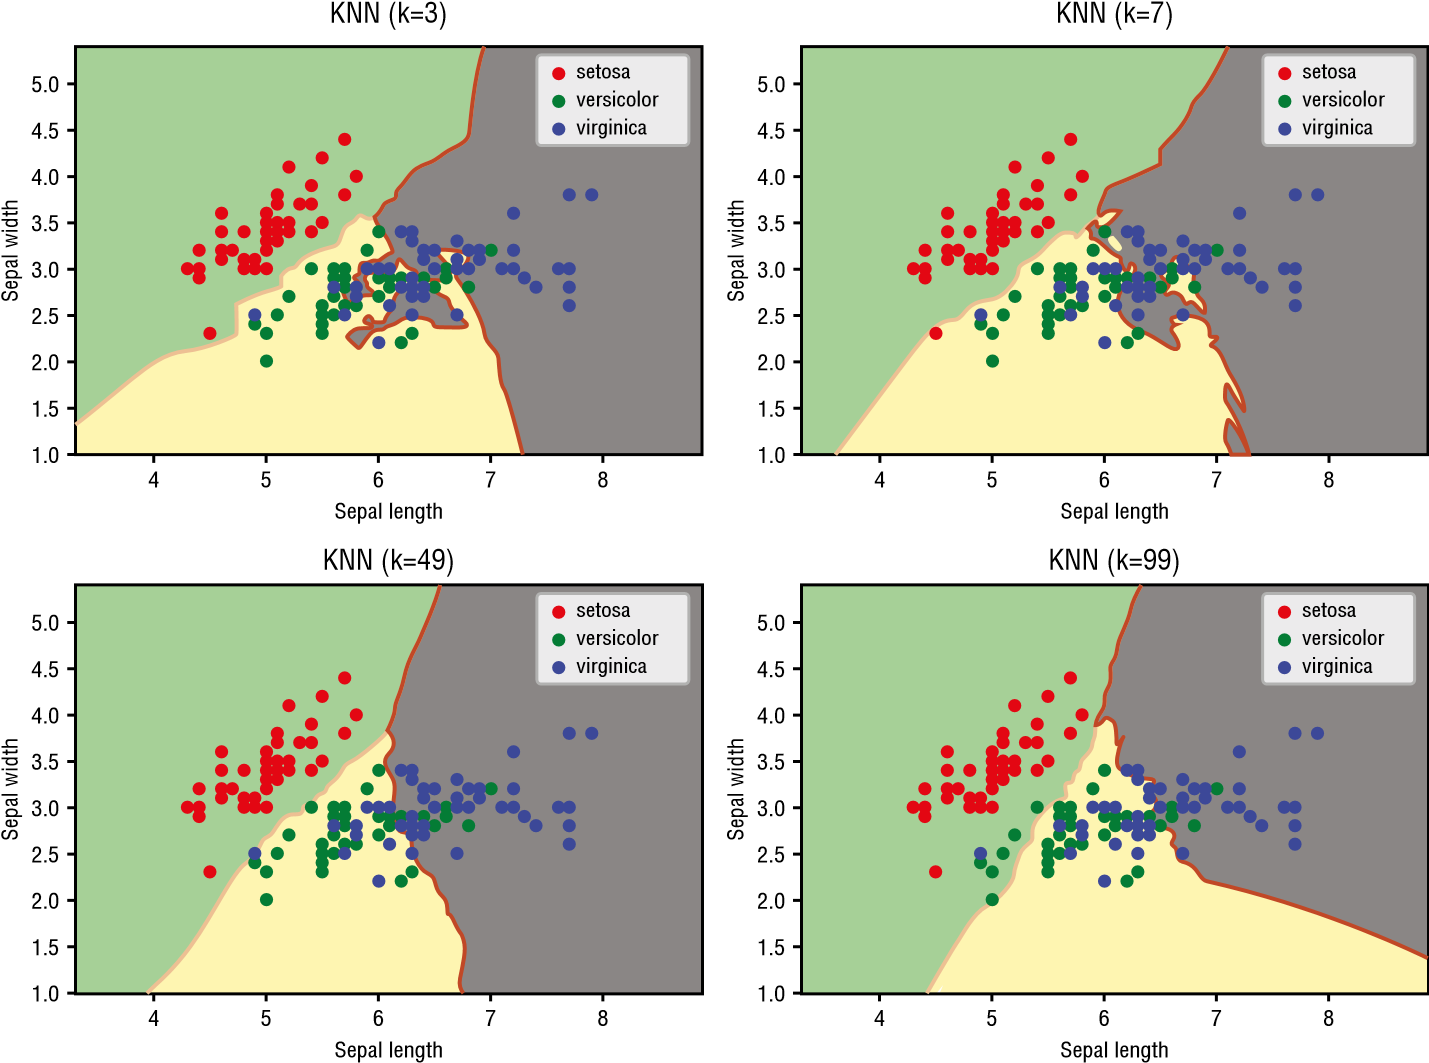 KNN (k=3)
setosa
versicolor
virginica
5.0
4.5
4.0
3.5
3.0
2.5
2.0
1.5
1.0
Sepal width
4 5 6 7 8
Sepal length
KNN (k=7)
setosa
versicolor
virginica
5.0
4.5
4.0
3.5
3.0
2.5
2.0
1.5
1.0
Sepal width
4 5 6 7 8
Sepal length
KNN (k=49)
setosa
versicolor
virginica
5.0
4.5
4.0
3.5
3.0
2.5
2.0
1.5
1.0
Sepal width
4 5 6 7 8
Sepal length
KNN (k=99)
setosa
versicolor
virginica
5.0
4.5
4.0
3.5
3.0
2.5
2.0
1.5
1.0
Sepal width
4 5 6 7 8
Sepal length